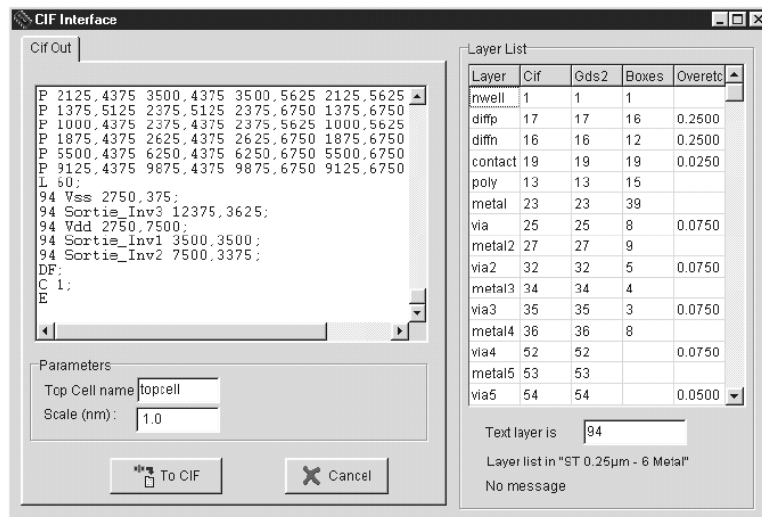 CIF Interface
Cif Out
P 2125,4375 3500,4375 3500,5625 2125,5625
P 1375,5125 2375,5125 2375,6750 1375,6750
P 1000,4375 2375,4375 2375,5625 1000,5625
P 1875,4375 2625,4375 2625,6750 1875,6750
P 5500,4375 6250,4375 6250,6750 5500,6750
P 9125,4375 9875,4375 9875,6750 9125,6750
L 60;
94 Vss 2750,375;
94 Sortie_Inv3 12375,3625;
94 Vdd 2750,7500;
94 Sortie_Inv1 3500,3500;
94 Sortie_Inv2 7500,3375;
DF;
C 1;
E
Parameters
Top Cell name topcell
Scale (nm) : 1.0
To CIF
Cancel
Layer List
Layer Cif Gds2 Boxes Overetc
nwell 1 1 1
diffp 17 17 16 0.2500
diffn 16 16 12 0.2500
contact 19 19 19 0.0250
poly 13 13 15
metal 23 23 39
via 25 25 8 0.0750
metal2 27 27 9
via2 32 32 5 0.0750
metal3 34 34 4
via3 35 35 3 0.0750
metal4 36 36 8
via4 52 52 0.0750
metal5 53 53
via5 54 54 0.0500
Text layer is 94
Layer list in "ST 0.25µm - 6 Metal"
No message